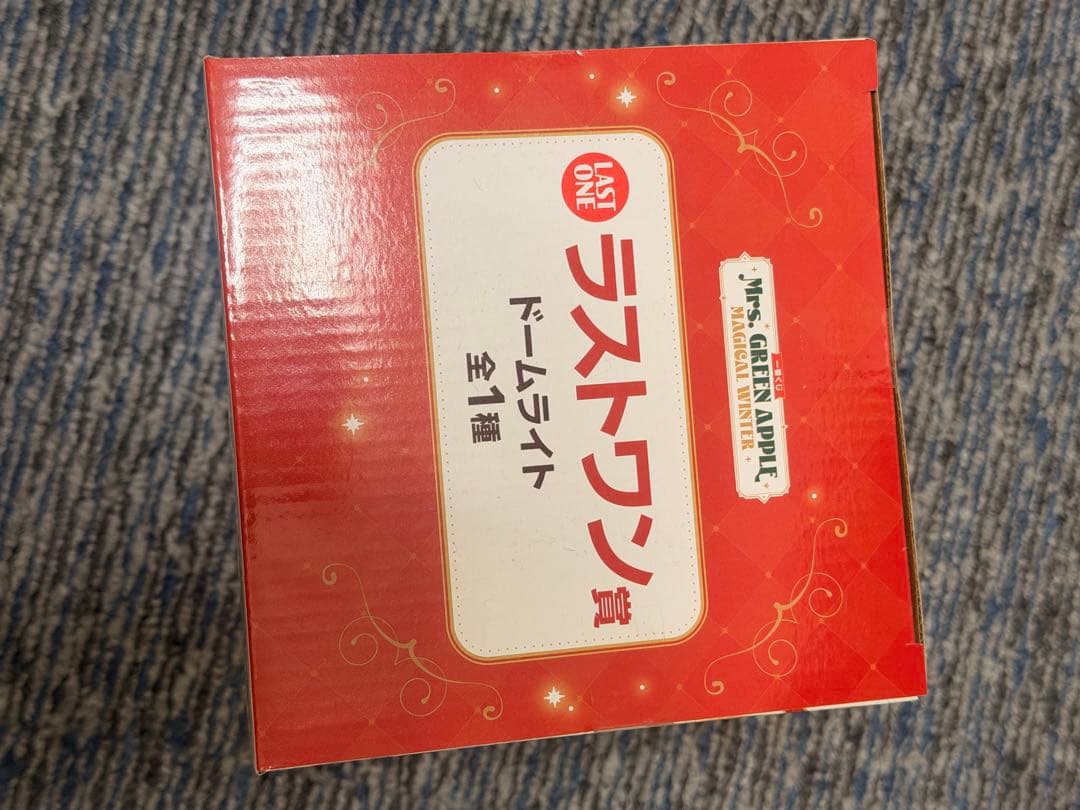 一番くじ
Mrs. GREEN APPLE
MAGICAL WINTER
LAST
ONE
ラストワン賞
ドームライト
全1種